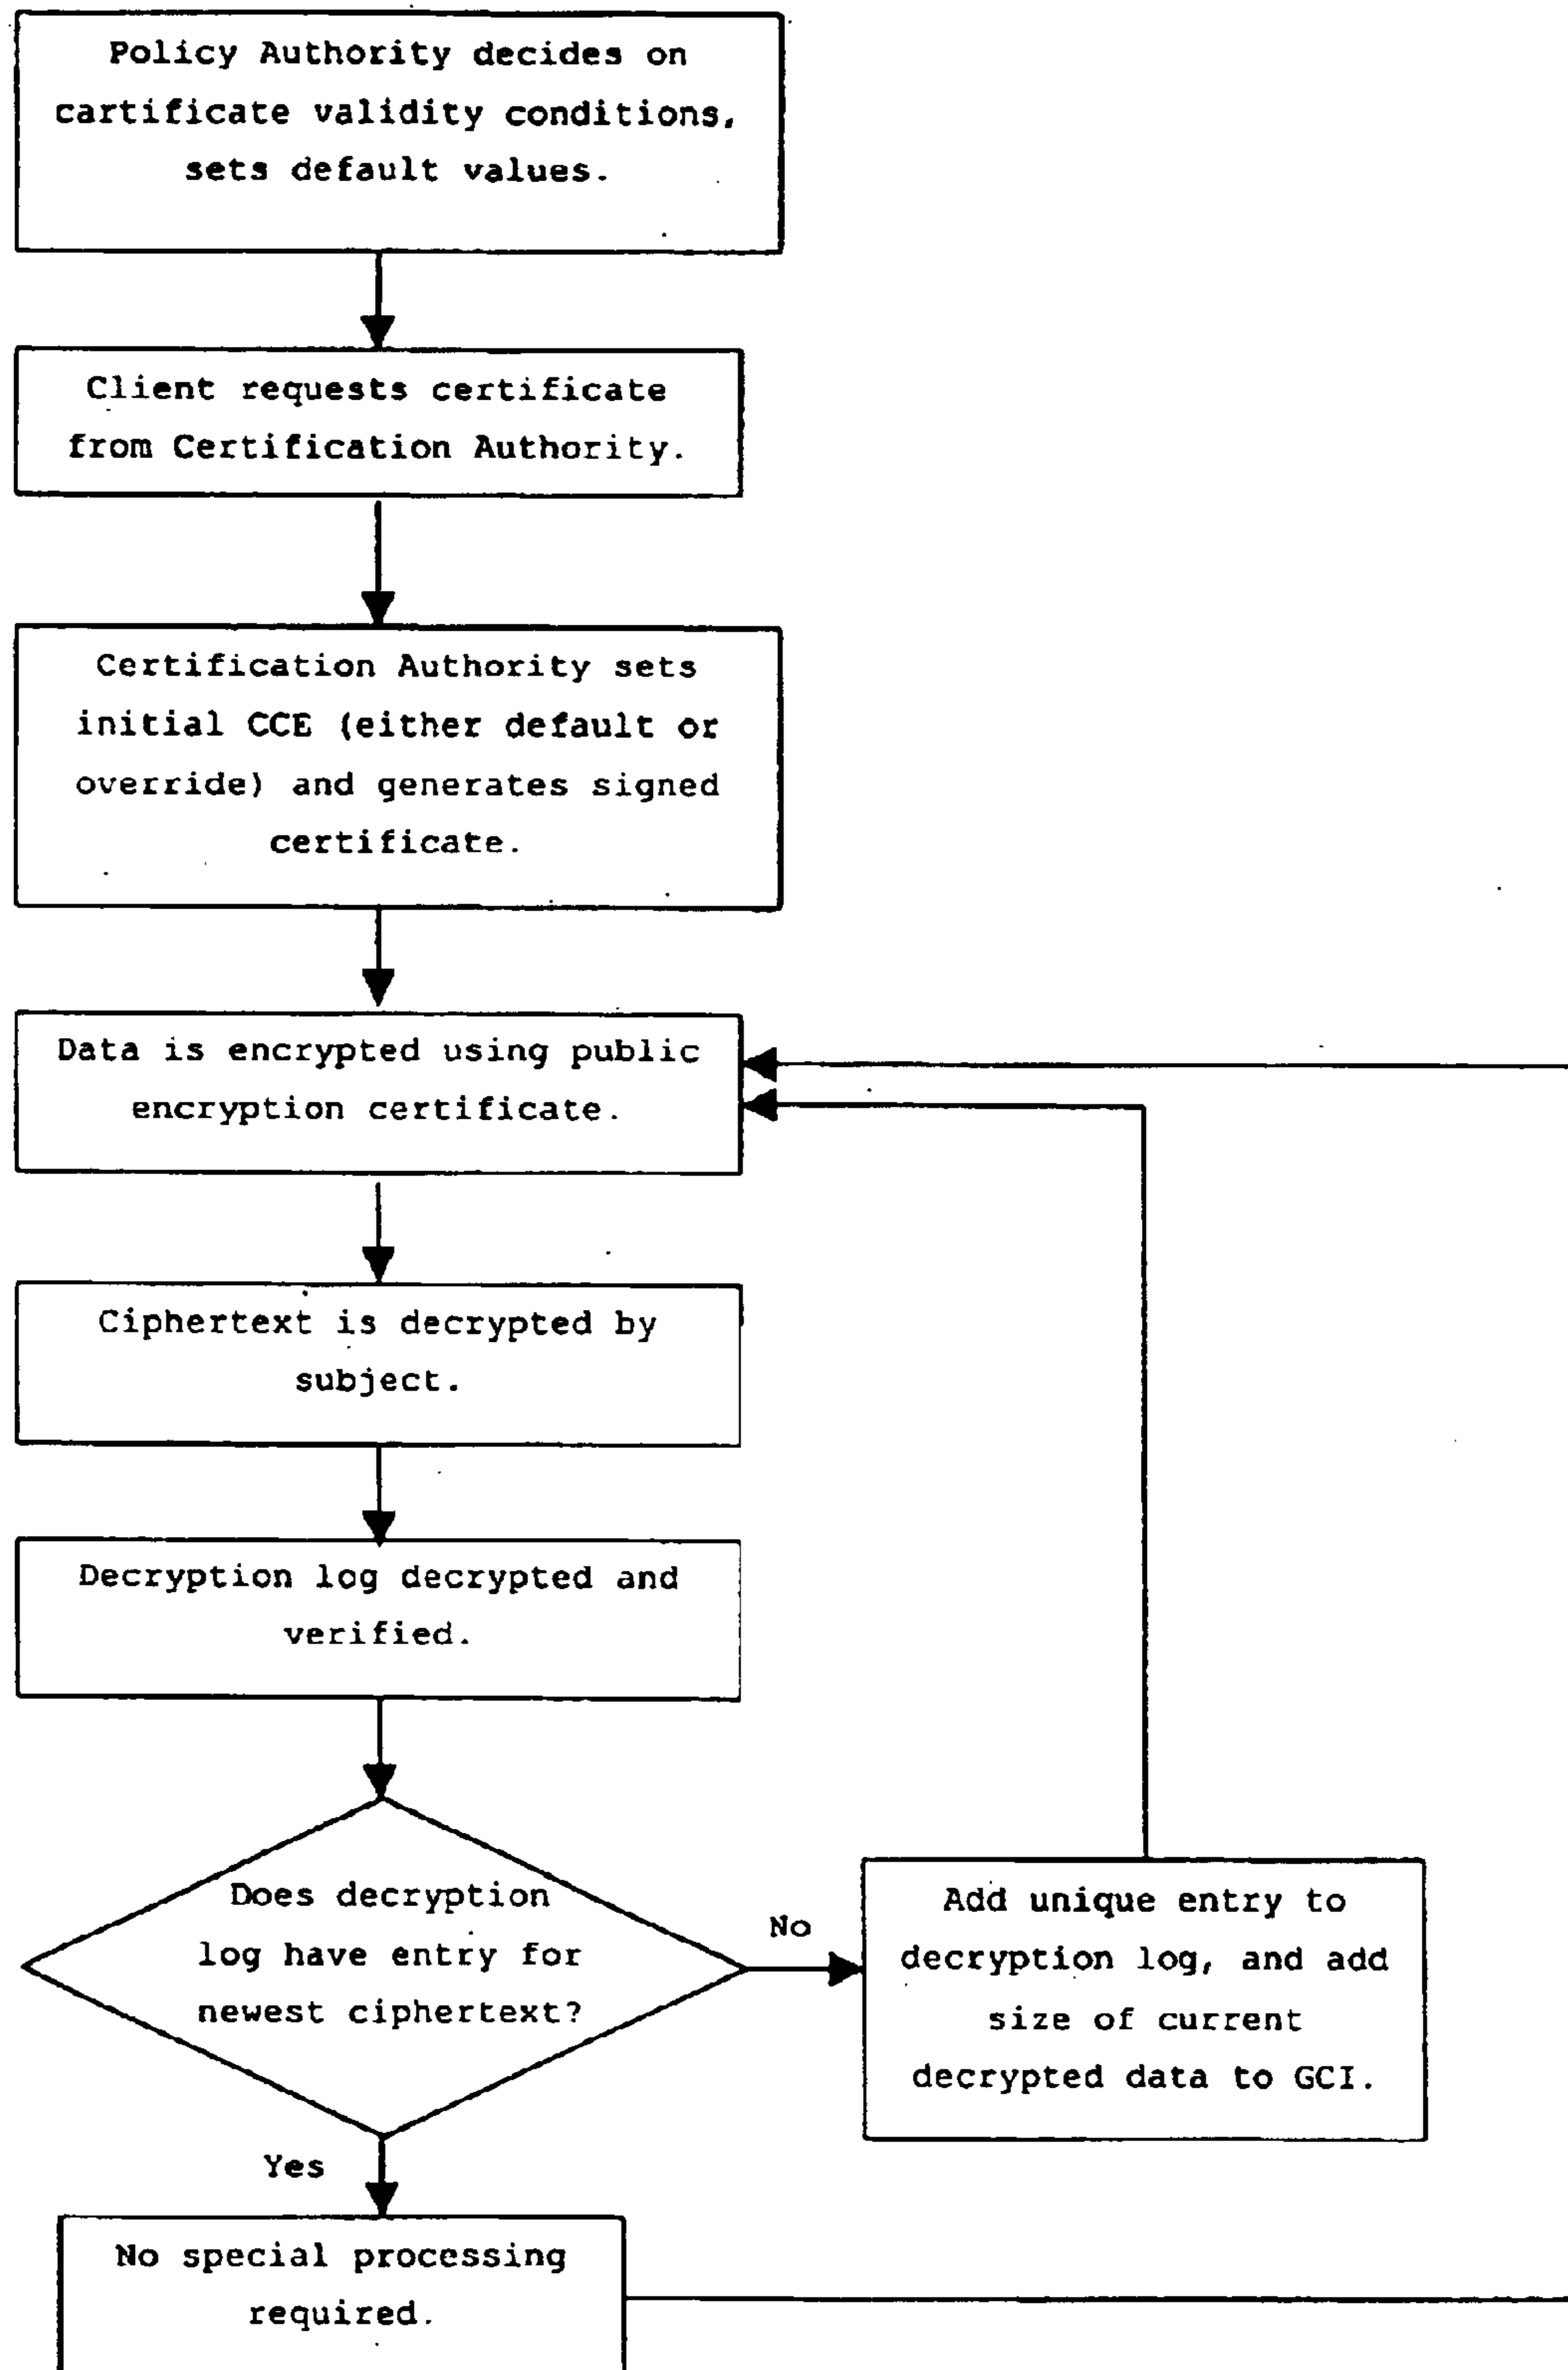 Policy Authority decides on
cartificate validity conditions,
sets default values.
Client requests certificate
from Certification Authority.
Certification Authority sets
initial CCE (either default or
override) and generates signed
certificate.
Data is encrypted using public
encryption certificate.
Ciphertext is decrypted by
subject.
Decryption log decrypted and
verified.
Does decryption
log have entry for
newest ciphertext?
No
Add unique entry to
decryption log, and add
size of current
decrypted data to GCI.
Yes
No special processing
required.